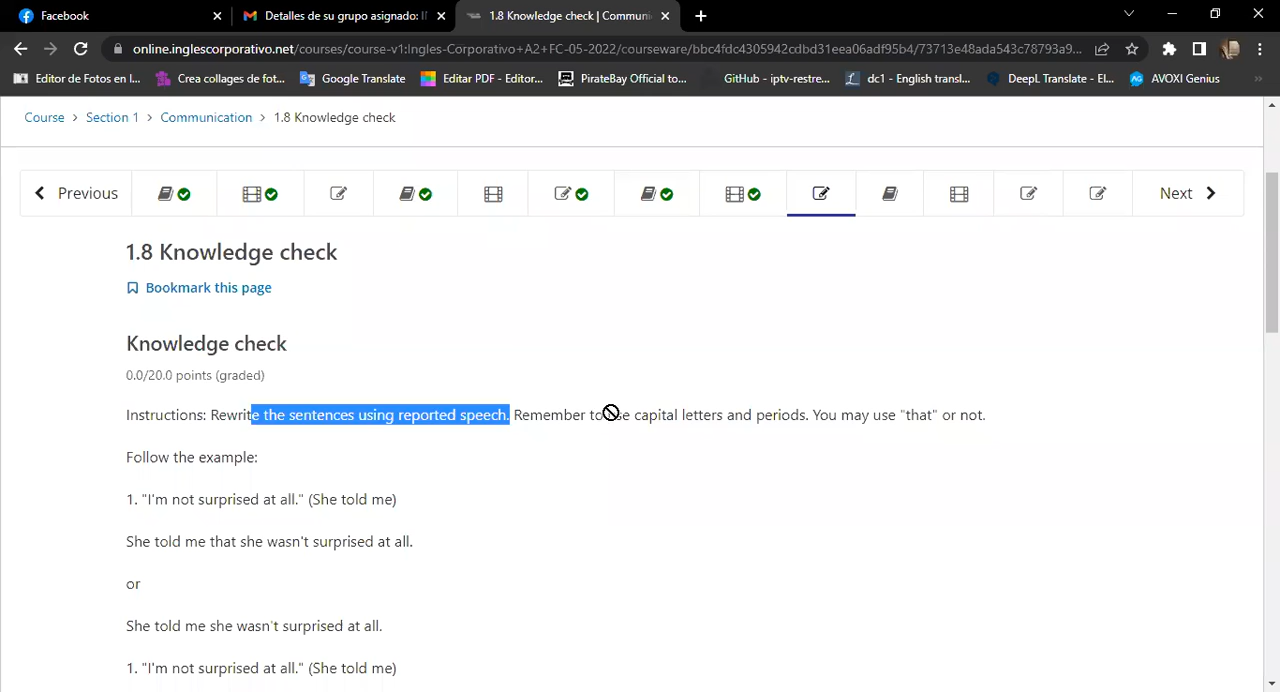 Facebook
Detalles de su grupo asignado: I
1.8 Knowledge check | Communi
online.inglescorporativo.net/courses/course-v1:Ingles-Corporativo+A2+FC-05-2022/courseware/bbc4fdc4305942cdbd31eea06adf95b4/73713e48ada543c78793a9...
Editor de Fotos en l... Crea collages de fot... Google Translate Editar PDF - Editor... PirateBay Official to... GitHub - iptv-restre... dc1 - English transl... DeepL Translate - El... AVOXI Genius
Course > Section 1 > Communication > 1.8 Knowledge check
Previous
Next
1.8 Knowledge check
Bookmark this page
Knowledge check
0.0/20.0 points (graded)
Instructions: Rewrite the sentences using reported speech. Remember to use capital letters and periods. You may use "that" or not.
Follow the example:
1. "I'm not surprised at all." (She told me)
She told me that she wasn't surprised at all.
or
She told me she wasn't surprised at all.
1. "I'm not surprised at all." (She told me)